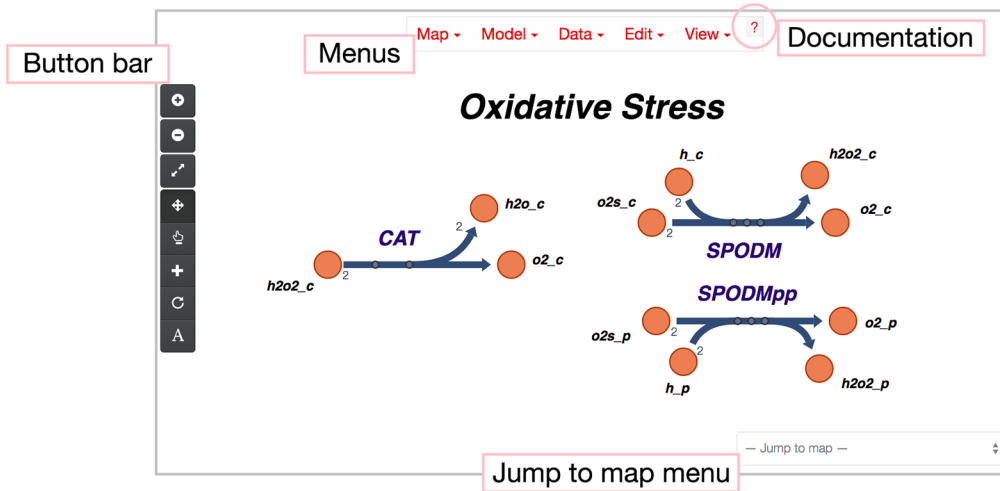 Map Model Data Edit View ?
Documentation
Menus
Button bar
Oxidative Stress
h2o_c
2
CAT
o2_c
2
h2o2_c
h_c
h2o2_c
o2s_c
2
o2_c
2
SPODM
SPODMpp
o2_p
2
o2s_p
2
h_p
h2o2_p
A
— Jump to map —
Jump to map menu